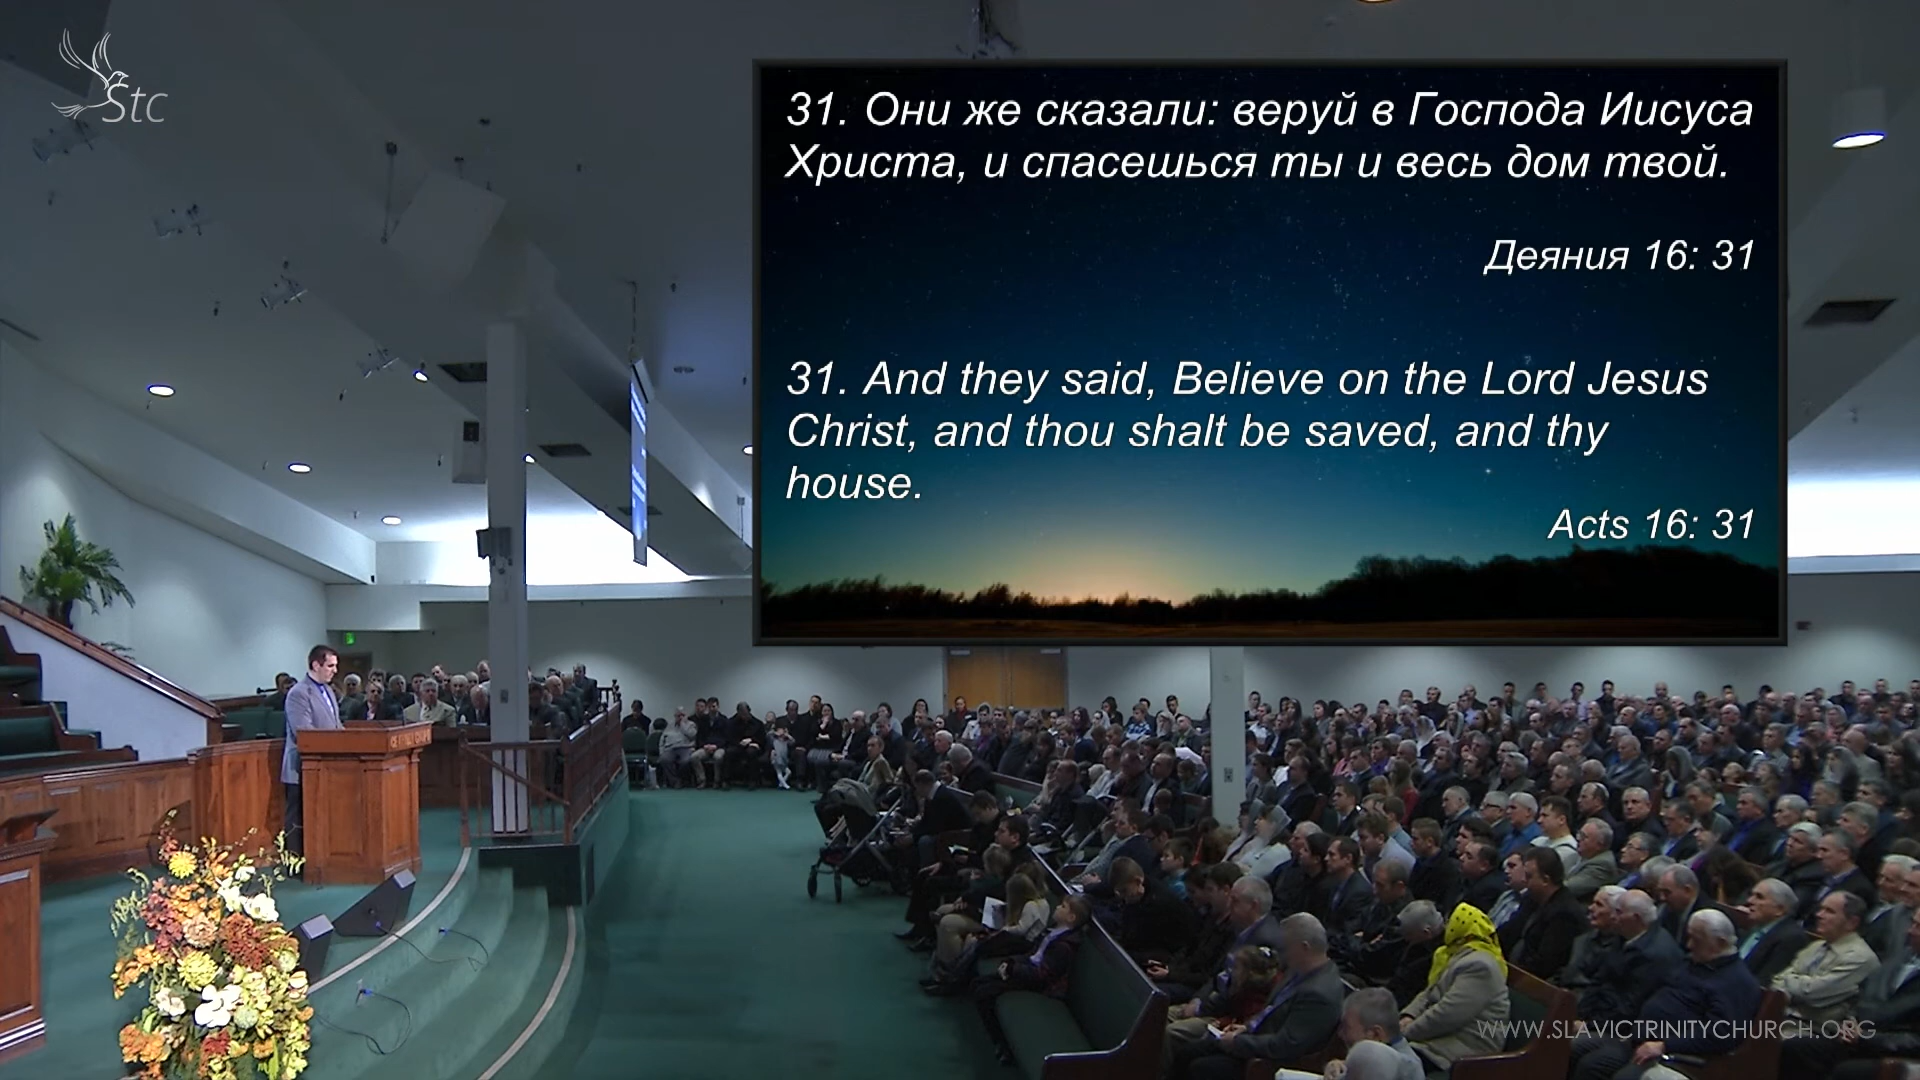 Stc
31. Они же сказали: веруй в Господа Иисуса
Христа, и спасешься ты и весь дом твой.
Деяния 16: 31
31. And they said, Believe on the Lord Jesus
Christ, and thou shalt be saved, and thy
house.
Acts 16: 31
WWW.SLAVICTRINITYCHURCH.ORG